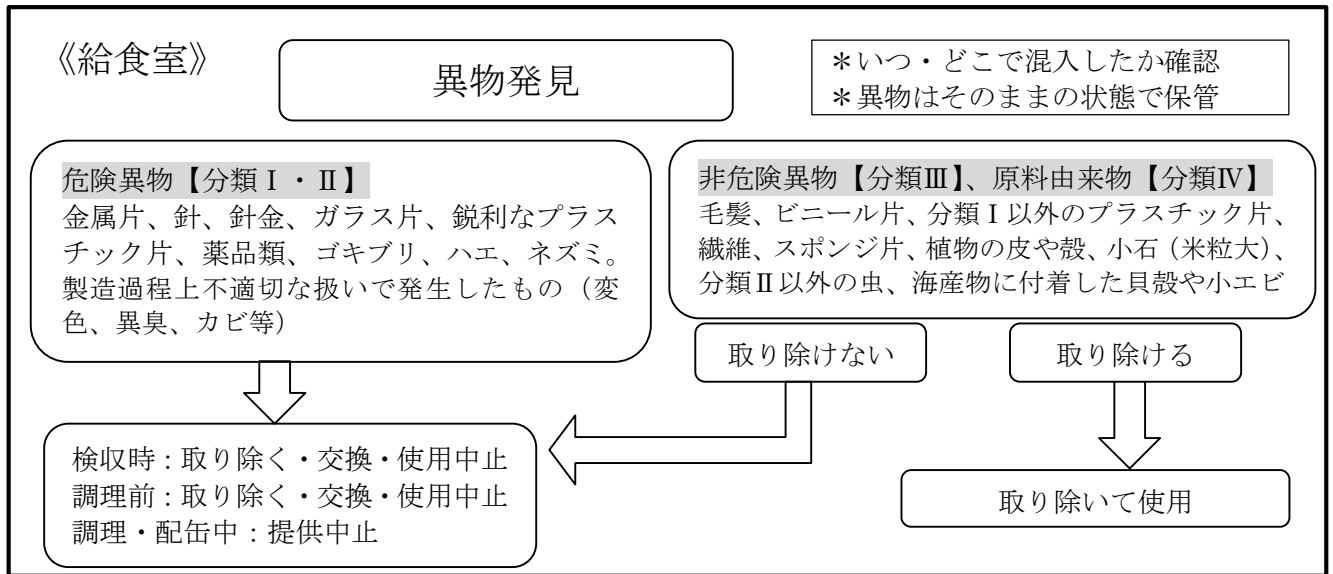 《給食室》
異物発見
＊いつ・どこで混入したか確認
＊異物はそのままの状態で保管
危険異物【分類Ⅰ・Ⅱ】
金属片、針、針金、ガラス片、鋭利なプラス
チック片、薬品類、ゴキブリ、ハエ、ネズミ。
製造過程上不適切な扱いで発生したもの（変
色、異臭、カビ等）
非危険異物【分類Ⅲ】、原料由来物【分類Ⅳ】
毛髪、ビニール片、分類Ⅰ以外のプラスチック片、
繊維、スポンジ片、植物の皮や殻、小石（米粒大）、
分類Ⅱ以外の虫、海産物に付着した貝殻や小エビ
取り除けない
取り除ける
検収時：取り除く・交換・使用中止
調理前：取り除く・交換・使用中止
調理・配缶中：提供中止
取り除いて使用